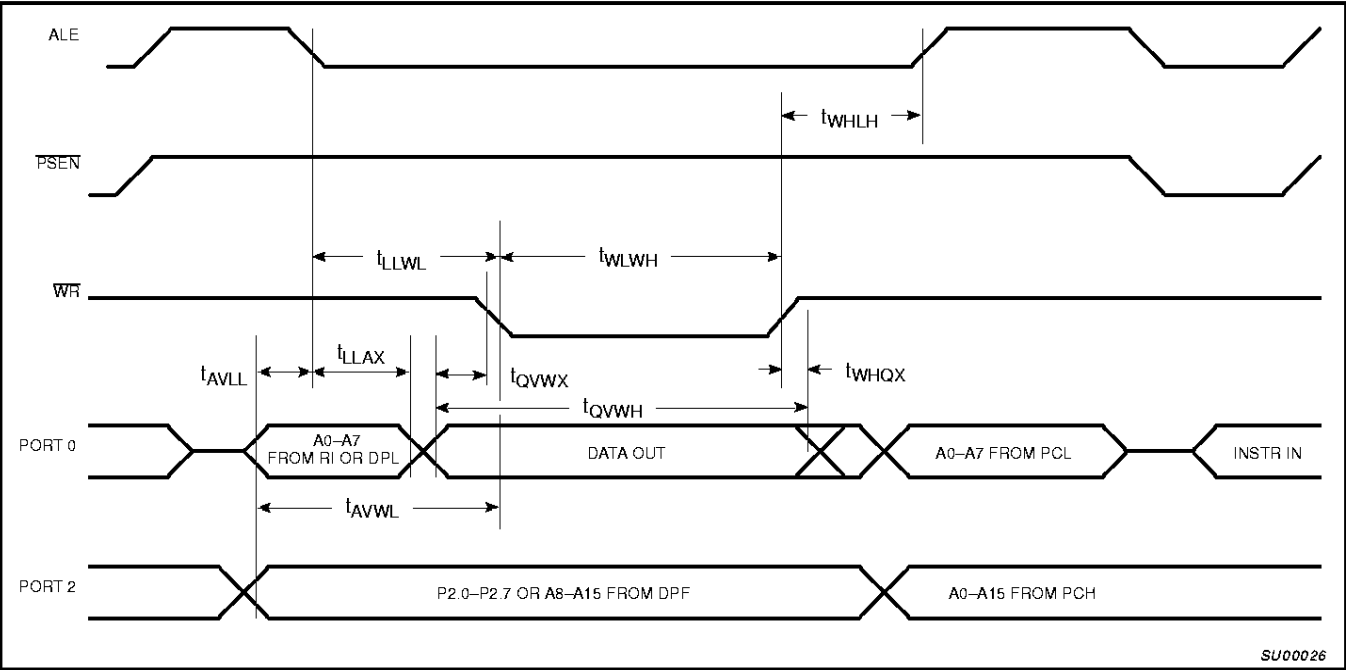 ALE
tWHLH
PSEN
tLLWL
tWLWH
WR
tLLAX
tAVLL
tQVWX
tWHQX
tQVWH
PORT 0
A0–A7
FROM RI OR DPL
DATA OUT
A0–A7 FROM PCL
INSTR IN
tAVWL
PORT 2
P2.0–P2.7 OR A8–A15 FROM DPF
A0–A15 FROM PCH
SU00026